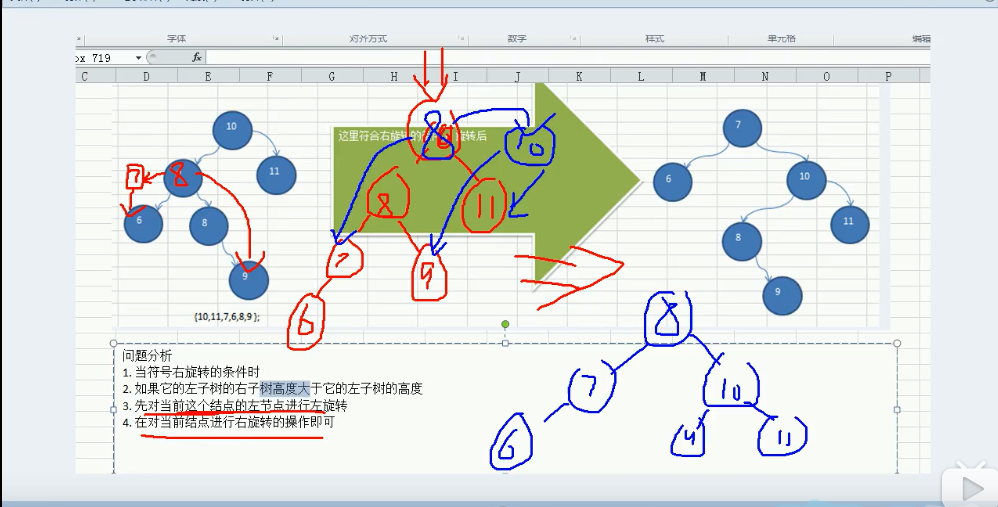 字体
对齐方式
数字
样式
单元格
编辑
ox 719
fx
C D E F G H I J K L M N O P
10
11
7
8
6
8
9
{10,11,7,6,8,9 };
这里符合右旋转的
旋转后
8
10
8
11
7
9
6
7
6
10
8
11
9
问题分析
1. 当符号右旋转的条件时
2. 如果它的左子树的右子树高度大于它的左子树的高度
3. 先对当前这个结点的左节点进行左旋转
4. 在对当前结点进行右旋转的操作即可
8
7
10
6
11